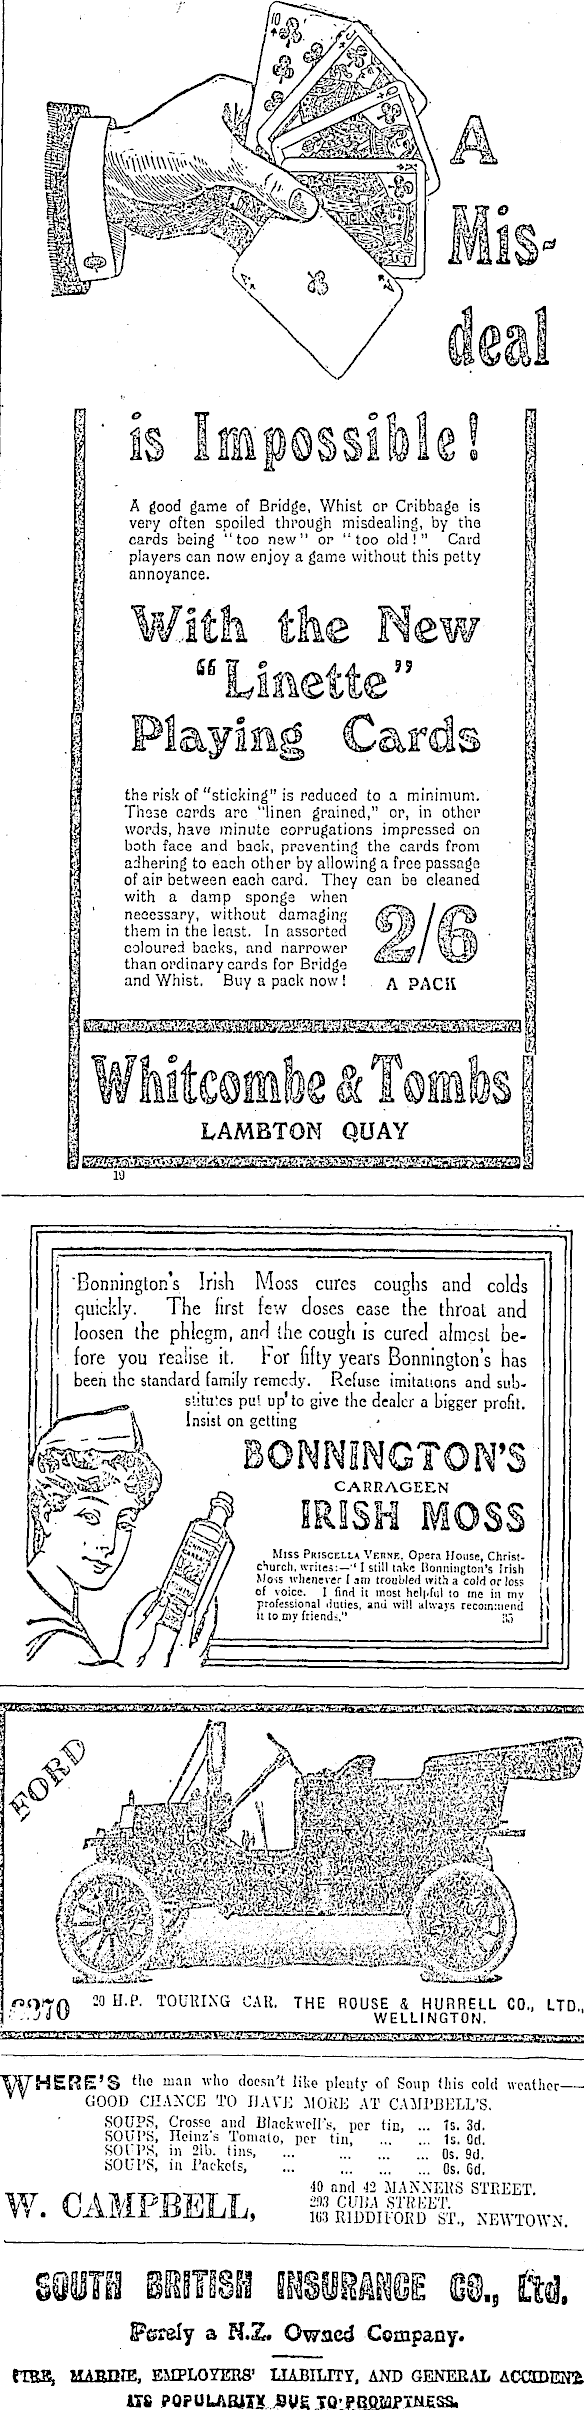 A
Mis-
deal
is Impossible!
A good game of Bridge, Whist or Cribbage is
very often spoiled through misdealing, by the
cards being "too new" or "too old!" Card
players can now enjoy a game without this petty
annoyance.
With the New
"Linette"
Playing Cards
the risk of "sticking" is reduced to a minimum.
These cards are "linen grained," or, in other
words, have minute corrugations impressed on
both face and back, preventing the cards from
adhering to each other by allowing a free passage
of air between each card. They can be cleaned
with a damp sponge when
necessary, without damaging
them in the least. In assorted
coloured backs, and narrower
than ordinary cards for Bridge
and Whist. Buy a pack now!
2/6
A PACK
Whitcombe & Tombs
LAMBTON QUAY
19
Bonnington's Irish Moss cures coughs and colds
quickly. The first few doses ease the throat and
loosen the phlegm, and the cough is cured almost be-
fore you realise it. For fifty years Bonnington's has
been the standard family remedy. Refuse imitations and sub-
stitutes put up to give the dealer a bigger profit.
Insist on getting
BONNINGTON'S
CARRAGEEN
IRISH MOSS
MISS PRISCELLA VERNE, Opera House, Christ-
church, writes:—"I still take Bonnington's Irish
Moss whenever I am troubled with a cold or loss
of voice. I find it most helpful to me in my
professional duties, and will always recommend
it to my friends."
FORD
£270 20 H.P. TOURING CAR. THE ROUSE & HURRELL CO., LTD.,
WELLINGTON.
WHERE'S the man who doesn't like plenty of Soup this cold weather—
GOOD CHANCE TO HAVE MORE AT CAMPBELL'S.
SOUPS, Crosse and Blackwell's, per tin, ... 1s. 3d.
SOUPS, Heinz's Tomato, per tin, ... ... 1s. 0d.
SOUPS, in 2lb. tins, ... ... ... ... 0s. 9d.
SOUPS, in Packets, ... ... ... ... 0s. 6d.
W. CAMPBELL,
40 and 42 MANNERS STREET.
293 CUBA STREET.
163 RIDDIFORD ST., NEWTOWN.
SOUTH BRITISH INSURANCE CO., Ltd.
Purely a N.Z. Owned Company.
FIRE, MARINE, EMPLOYERS' LIABILITY, AND GENERAL ACCIDENT.
ITS POPULARITY DUE TO PROMPTNESS.